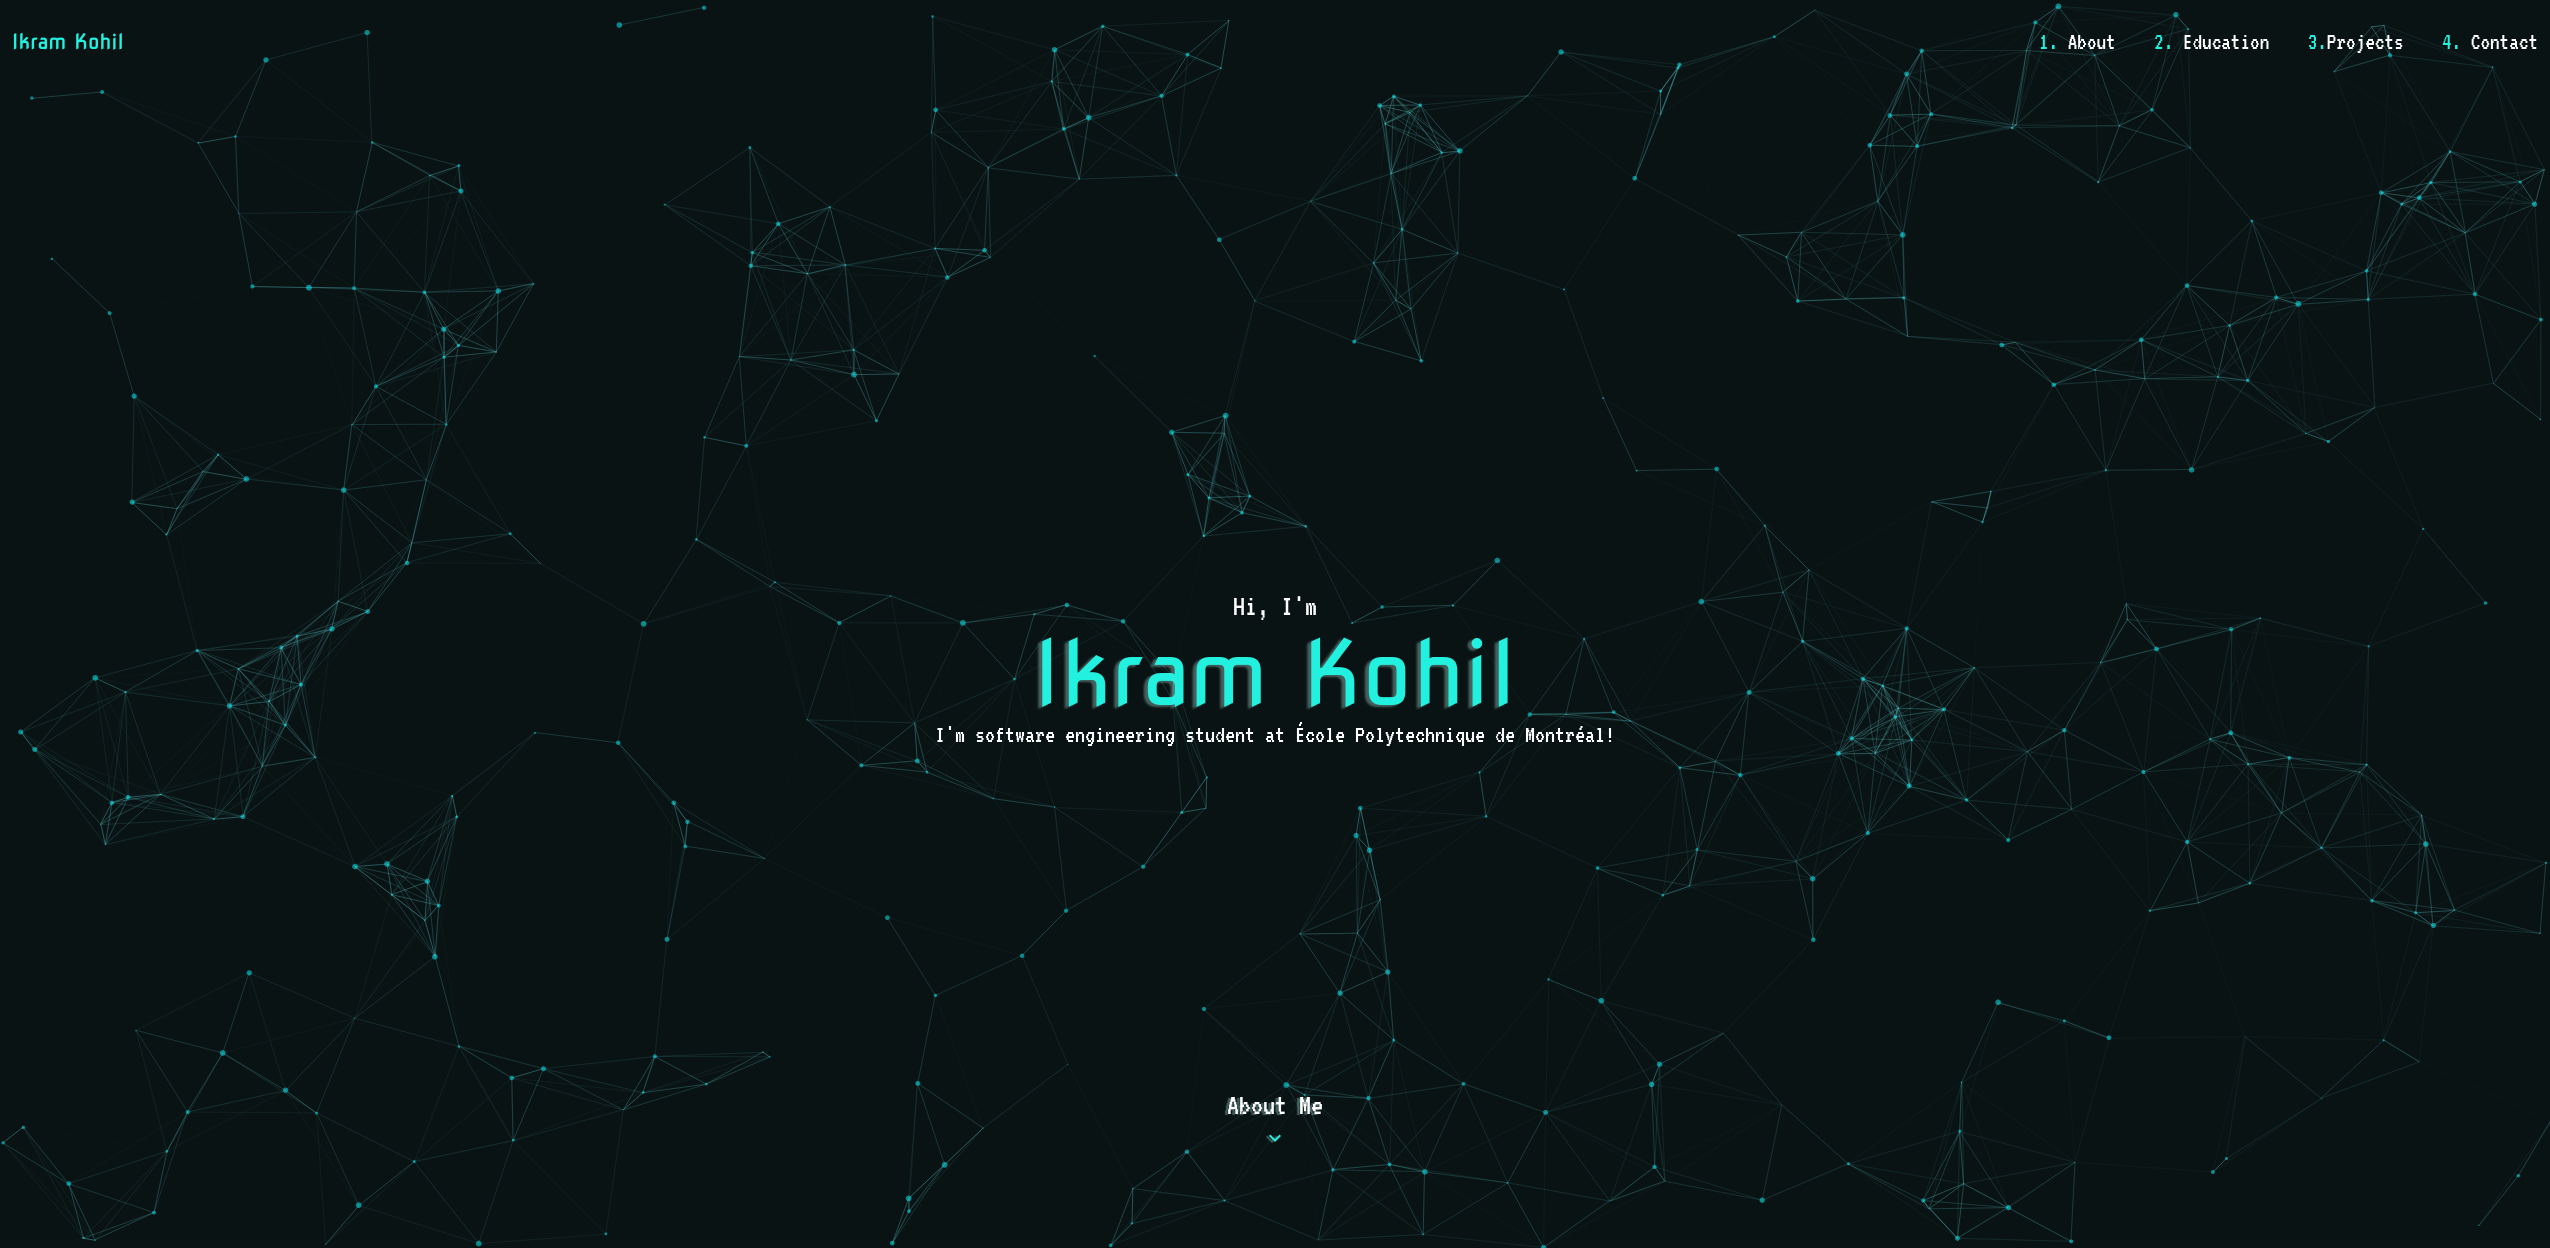 Ikram Kohil
1. About 2. Education 3.Projects 4. Contact
Hi, I'm
Ikram Kohil
I'm software engineering student at École Polytechnique de Montréal!
About Me